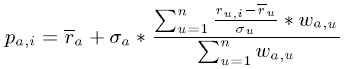 $p_{a,i} = \overline{r}_a + \sigma_a * \frac{\sum_{u=1}^{n} \frac{r_{u,i} - \overline{r}_u}{\sigma_u} * w_{a,u}}{\sum_{u=1}^{n} w_{a,u}}$